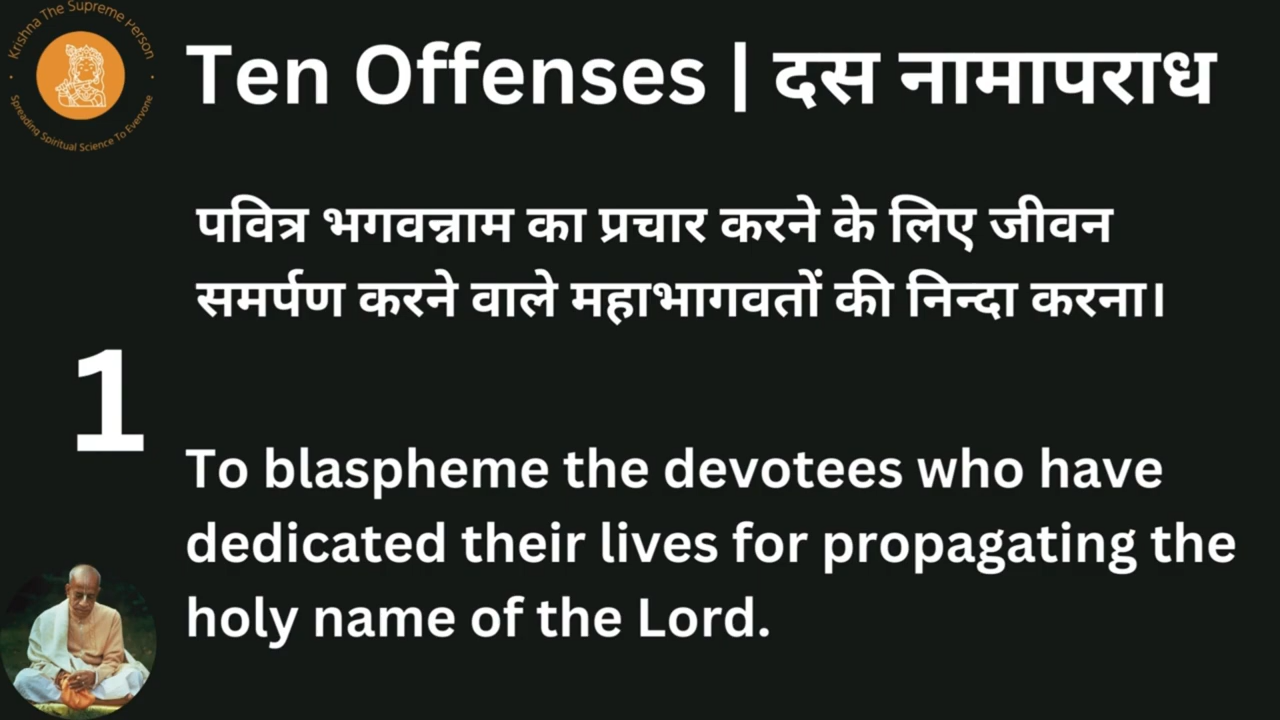 Krishna The Supreme Person
Spreading Spiritual Science To Everyone
Ten Offenses | दस नामापराध
पवित्र भगवन्नाम का प्रचार करने के लिए जीवन
समर्पण करने वाले महाभागवतों की निन्दा करना।
1
To blaspheme the devotees who have
dedicated their lives for propagating the
holy name of the Lord.